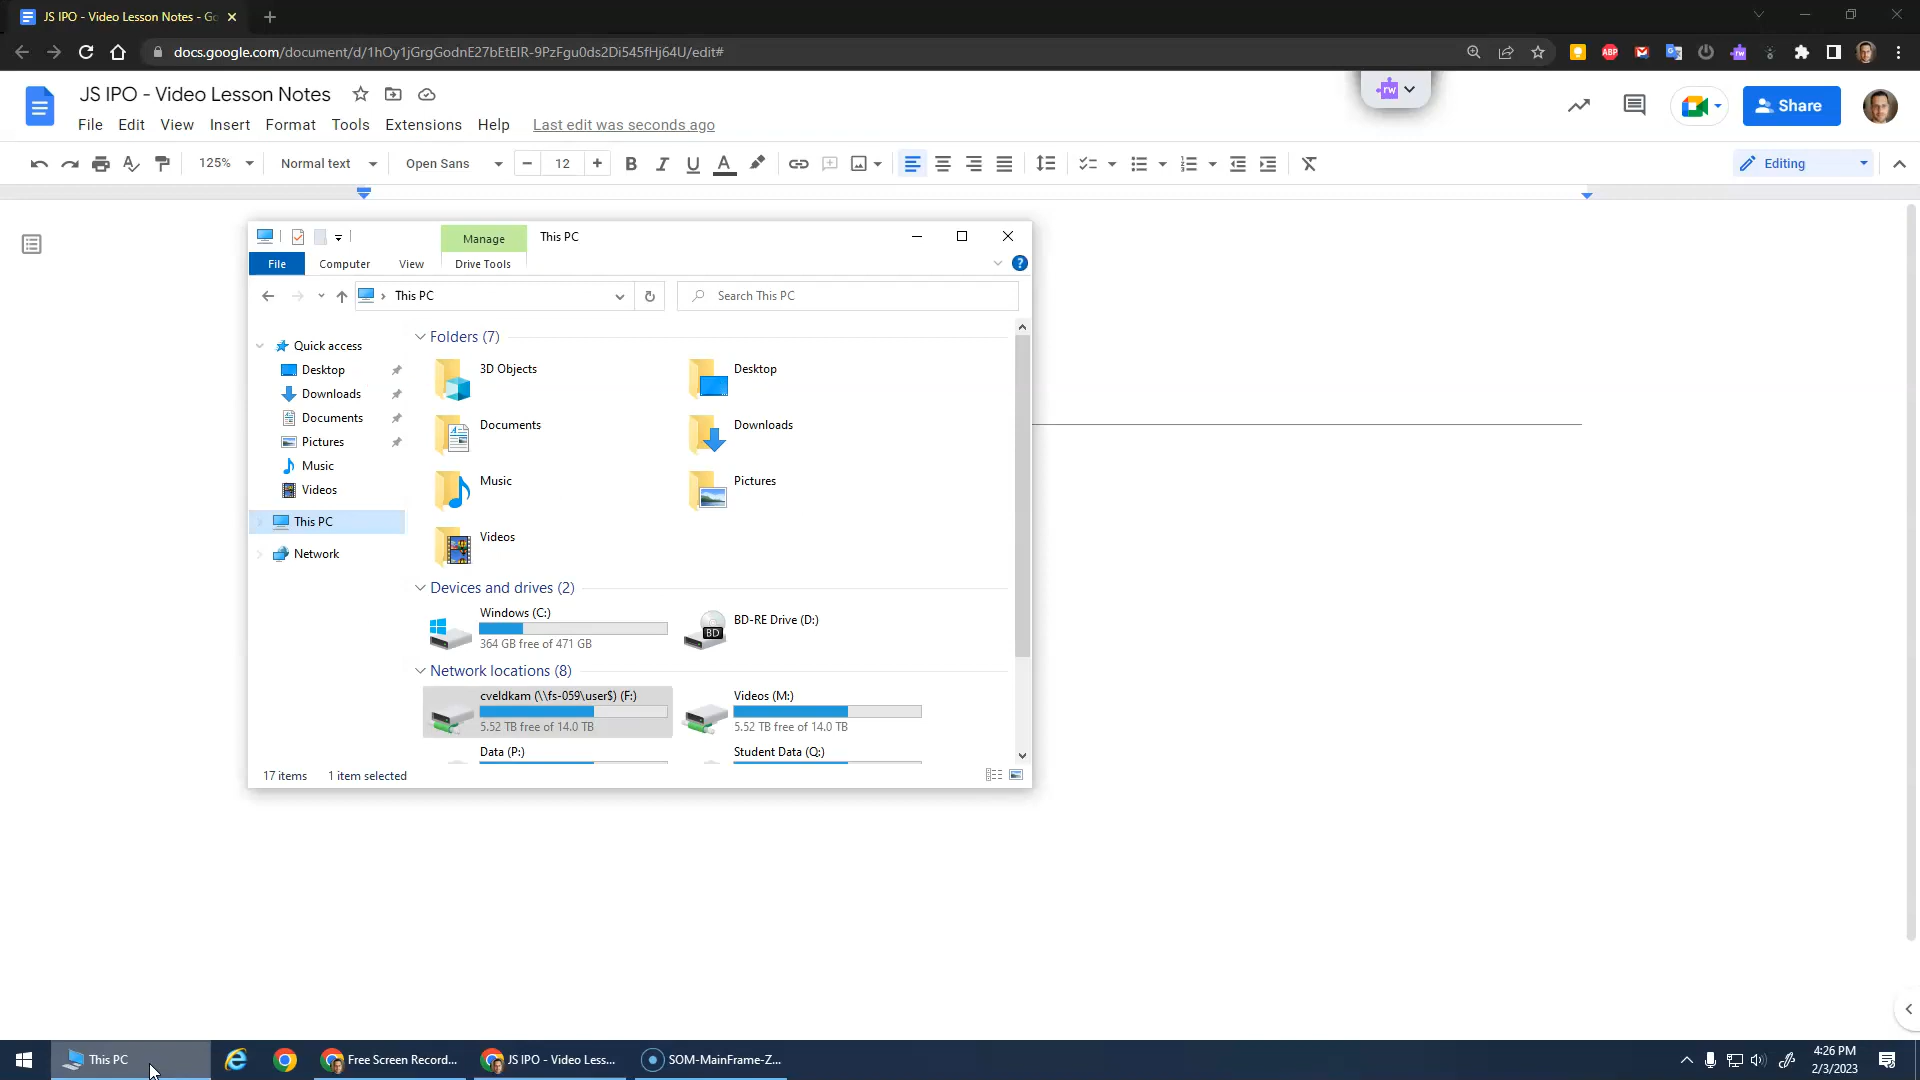 JS IPO - Video Lesson Notes - Go
docs.google.com/document/d/1hOy1jGrgGodnE27bEtElR-9PzFgu0ds2Di545fHj64U/edit#
ABP
rw
JS IPO - Video Lesson Notes
rw
Share
File Edit View Insert Format Tools Extensions Help Last edit was seconds ago
125% Normal text Open Sans 12 B I U A Editing
Manage This PC
File Computer View Drive Tools
This PC Search This PC
Quick access
Desktop
Downloads
Documents
Pictures
Music
Videos
This PC
Network
Folders (7)
3D Objects Desktop
Documents Downloads
Music Pictures
Videos
Devices and drives (2)
Windows (C:)
364 GB free of 471 GB
BD-RE Drive (D:)
BD
Network locations (8)
cveldkam (\\fs-059\user$) (F:)
5.52 TB free of 14.0 TB
Videos (M:)
5.52 TB free of 14.0 TB
Data (P:) Student Data (Q:)
17 items 1 item selected
This PC Free Screen Record... JS IPO - Video Less... SOM-MainFrame-Z...
4:26 PM
2/3/2023